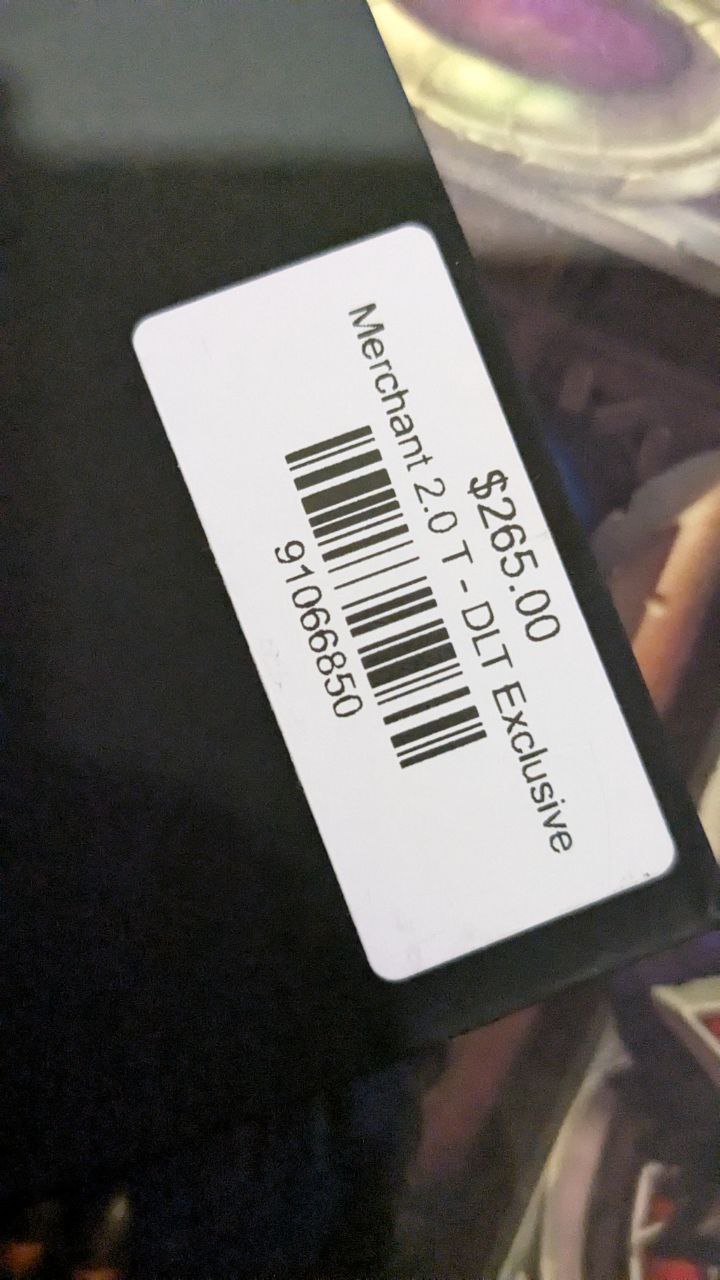 $265.00
Merchant 2.0 T - DLT Exclusive
91066850